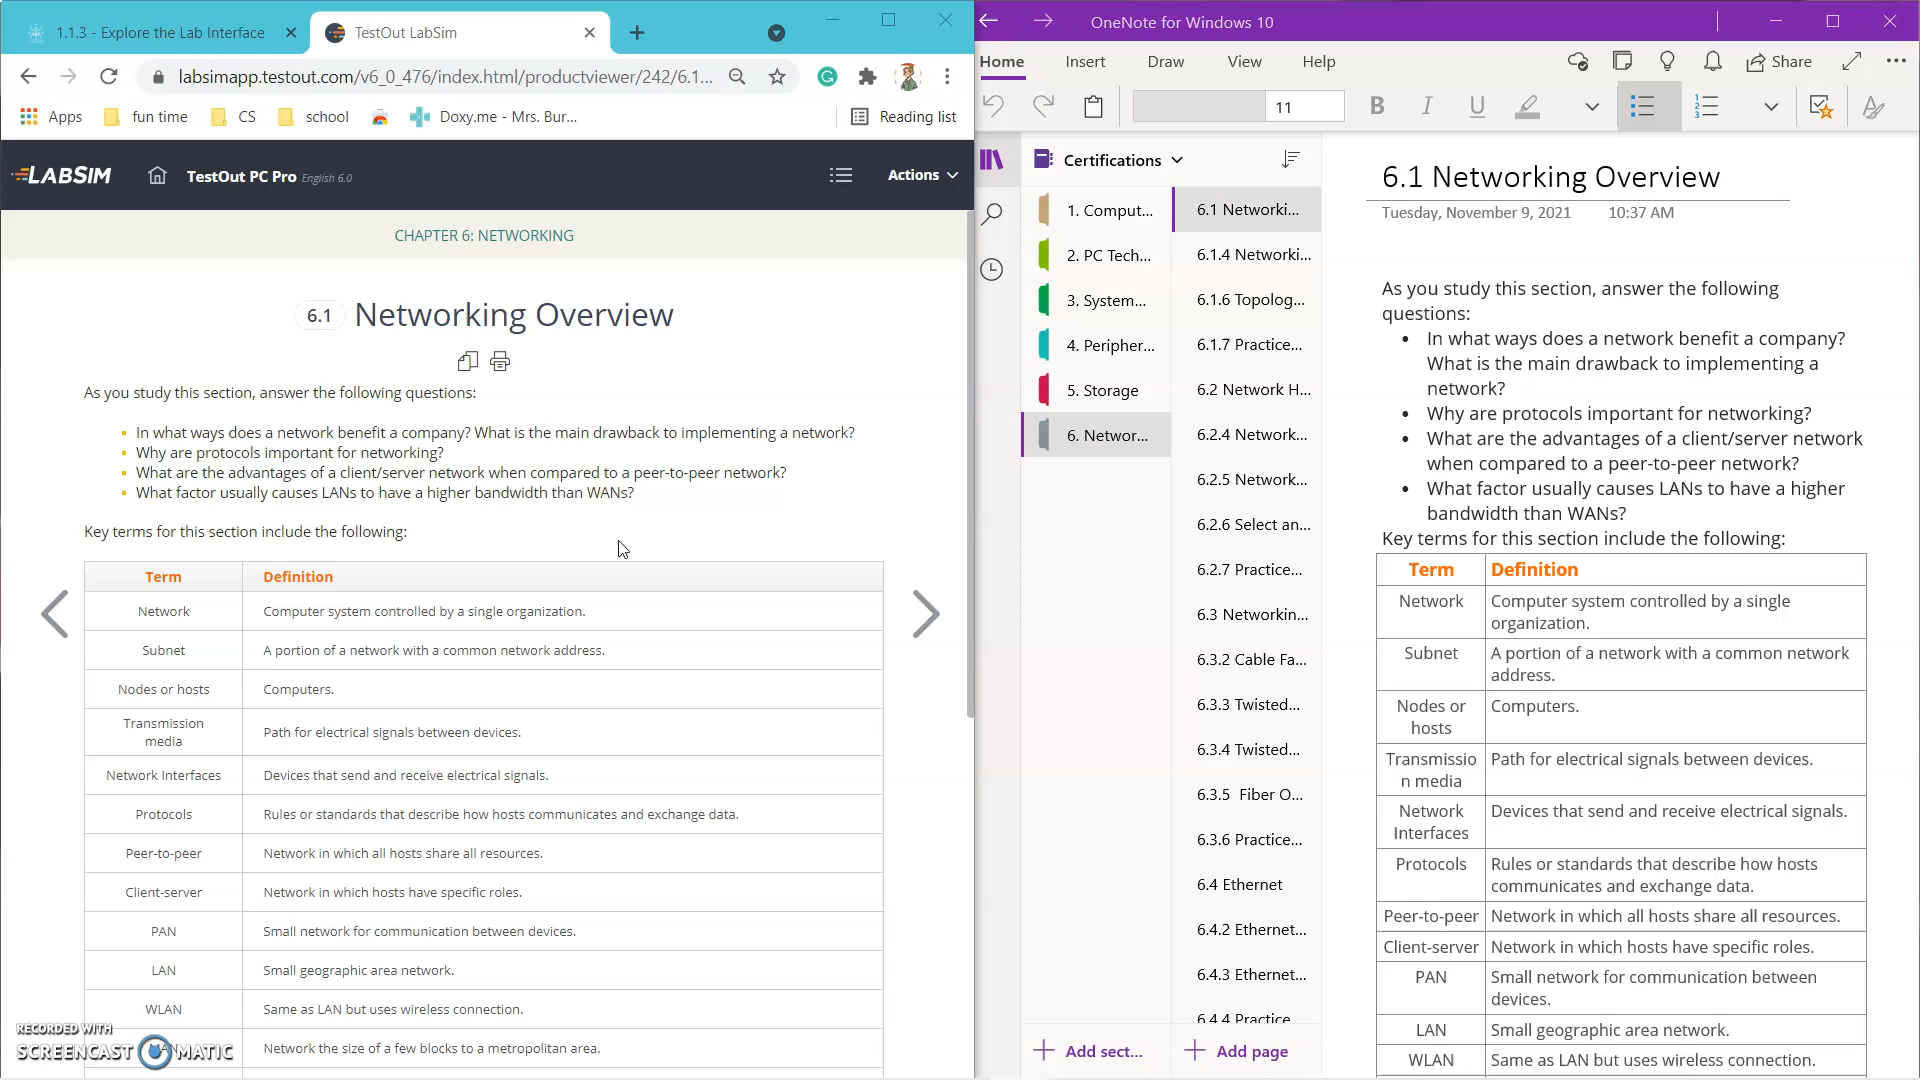 1.1.3 - Explore the Lab Interface
TestOut LabSim
labsimapp.testout.com/v6_0_476/index.html/productviewer/242/6.1...
Apps
fun time
CS
school
Doxy.me - Mrs. Bur...
Reading list
LABSIM
TestOut PC Pro English 6.0
Actions
CHAPTER 6: NETWORKING
6.1 Networking Overview
As you study this section, answer the following questions:
In what ways does a network benefit a company? What is the main drawback to implementing a network?
Why are protocols important for networking?
What are the advantages of a client/server network when compared to a peer-to-peer network?
What factor usually causes LANs to have a higher bandwidth than WANs?
Key terms for this section include the following:
Term Definition
Network Computer system controlled by a single organization.
Subnet A portion of a network with a common network address.
Nodes or hosts Computers.
Transmission
media
Path for electrical signals between devices.
Network Interfaces Devices that send and receive electrical signals.
Protocols Rules or standards that describe how hosts communicates and exchange data.
Peer-to-peer Network in which all hosts share all resources.
Client-server Network in which hosts have specific roles.
PAN Small network for communication between devices.
LAN Small geographic area network.
WLAN Same as LAN but uses wireless connection.
MAN Network the size of a few blocks to a metropolitan area.
RECORDED WITH
SCREENCAST MATIC
OneNote for Windows 10
Home
Insert
Draw
View
Help
Share
11
B I U
Certifications
1. Comput...
2. PC Tech...
3. System...
4. Peripher...
5. Storage
6. Networ...
Add sect...
6.1 Networki...
6.1.4 Networki...
6.1.6 Topolog...
6.1.7 Practice...
6.2 Network H...
6.2.4 Network...
6.2.5 Network...
6.2.6 Select an...
6.2.7 Practice...
6.3 Networkin...
6.3.2 Cable Fa...
6.3.3 Twisted...
6.3.4 Twisted...
6.3.5 Fiber O...
6.3.6 Practice...
6.4 Ethernet
6.4.2 Ethernet...
6.4.3 Ethernet...
6.4.4 Practice
Add page
6.1 Networking Overview
Tuesday, November 9, 2021 10:37 AM
As you study this section, answer the following
questions:
In what ways does a network benefit a company?
What is the main drawback to implementing a
network?
Why are protocols important for networking?
What are the advantages of a client/server network
when compared to a peer-to-peer network?
What factor usually causes LANs to have a higher
bandwidth than WANs?
Key terms for this section include the following:
Term Definition
Network Computer system controlled by a single
organization.
Subnet A portion of a network with a common network
address.
Nodes or Computers.
hosts
Transmissio Path for electrical signals between devices.
n media
Network Devices that send and receive electrical signals.
Interfaces
Protocols Rules or standards that describe how hosts
communicates and exchange data.
Peer-to-peer Network in which all hosts share all resources.
Client-server Network in which hosts have specific roles.
PAN Small network for communication between
devices.
LAN Small geographic area network.
WLAN Same as LAN but uses wireless connection.